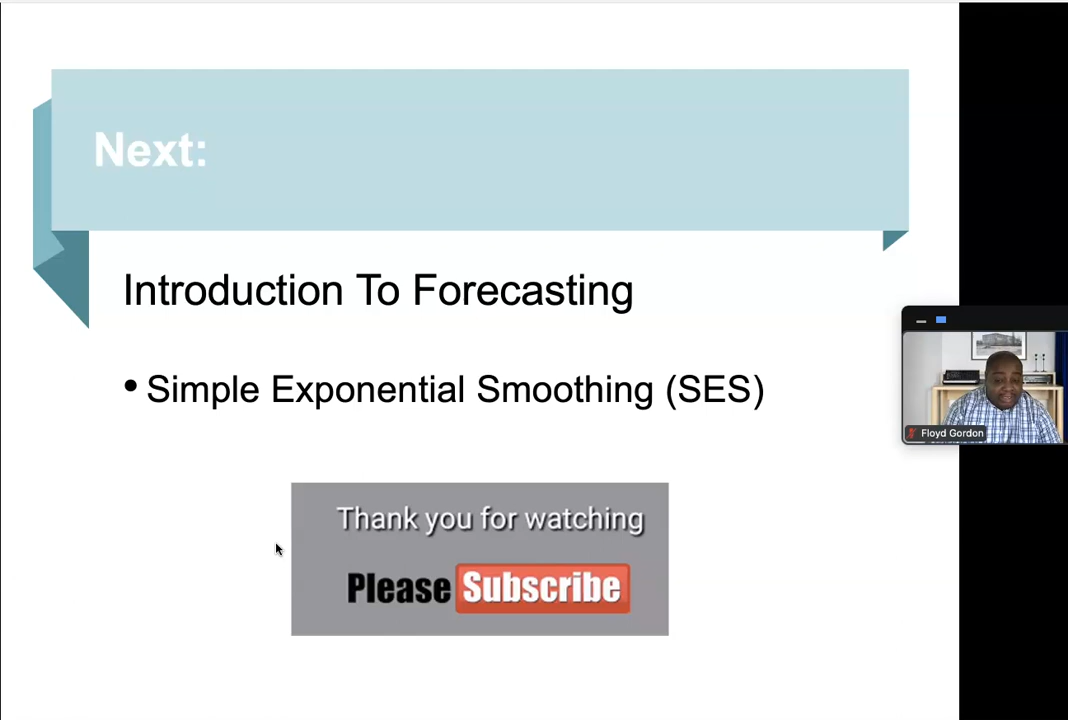 Next:
Introduction To Forecasting
• Simple Exponential Smoothing (SES)
Floyd Gordon
Thank you for watching
Please Subscribe